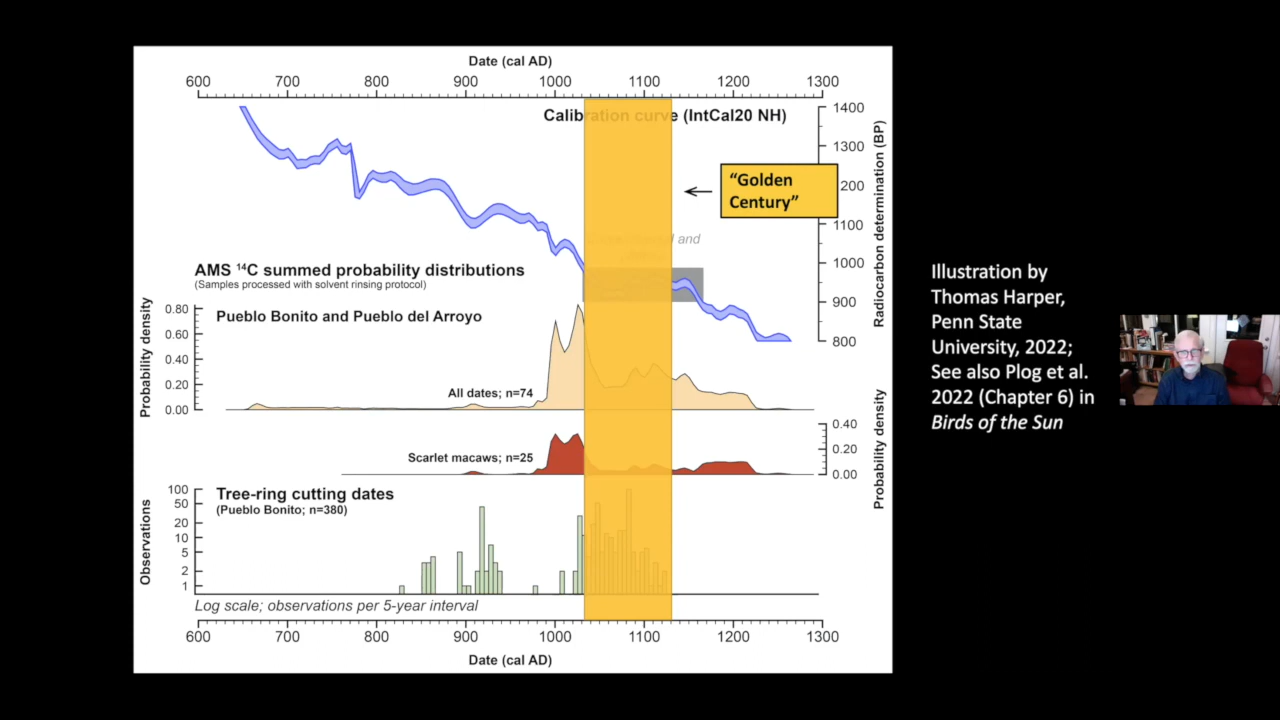 Date (cal AD)
600 700 800 900 1000 1100 1200 1300
Calibration curve (IntCal20 NH)
1400
1300
200
1100
1000
900
800
Radiocarbon determination (BP)
“Golden
Century”
and
AMS ¹⁴C summed probability distributions
(Samples processed with solvent rinsing protocol)
Pueblo Bonito and Pueblo del Arroyo
Probability density
0.80
0.60
0.40
0.20
0.00
All dates; n=74
Probability density
0.40
0.20
0.00
Scarlet macaws; n=25
Tree-ring cutting dates
(Pueblo Bonito; n=380)
Observations
100
50
20
10
5
2
1
Log scale; observations per 5-year interval
600 700 800 900 1000 1100 1200 1300
Date (cal AD)
Illustration by
Thomas Harper,
Penn State
University, 2022;
See also Plog et al.
2022 (Chapter 6) in
Birds of the Sun